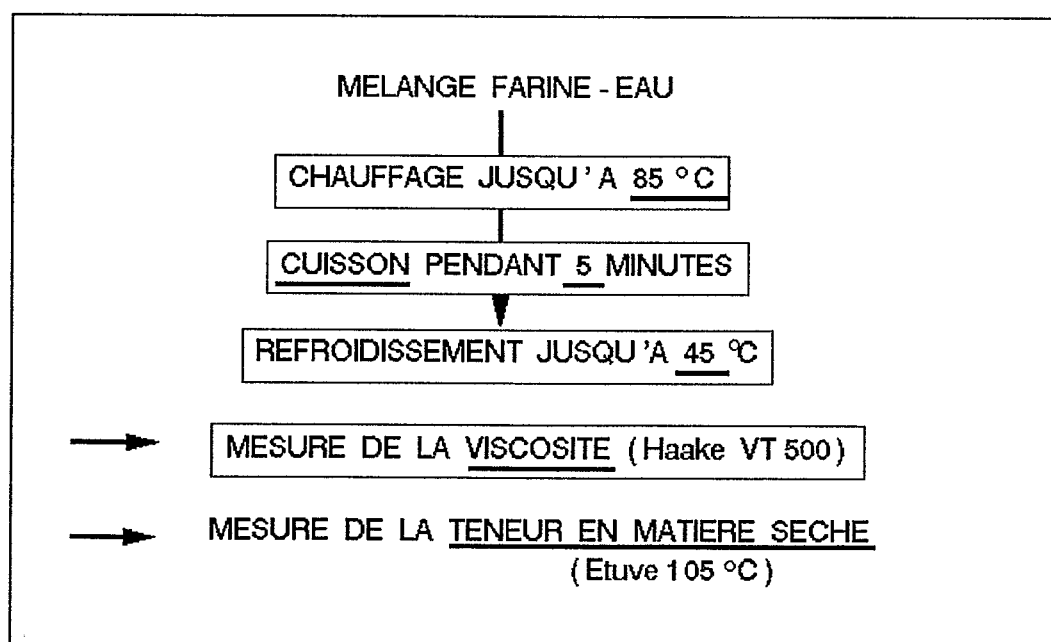 MELANGE FARINE - EAU
CHAUFFAGE JUSQU'A 85 °C
CUISSON PENDANT 5 MINUTES
REFROIDISSEMENT JUSQU'A 45 °C
MESURE DE LA VISCOSITE (Haake VT 500)
MESURE DE LA TENEUR EN MATIERE SECHE
(Etuve 105 °C)